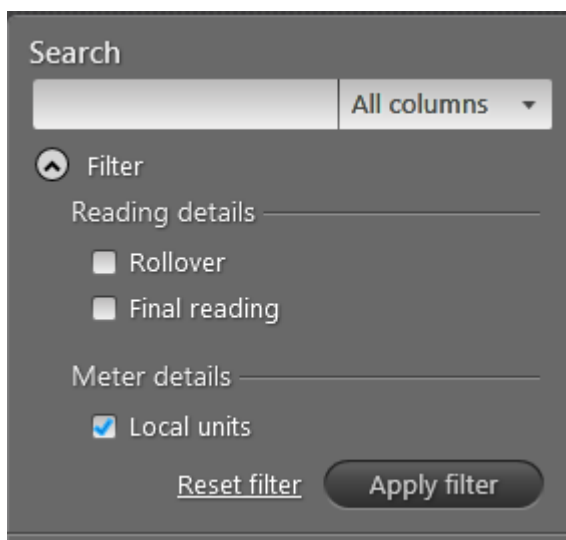 Search
All columns
Filter
Reading details
Rollover
Final reading
Meter details
Local units
Reset filter Apply filter